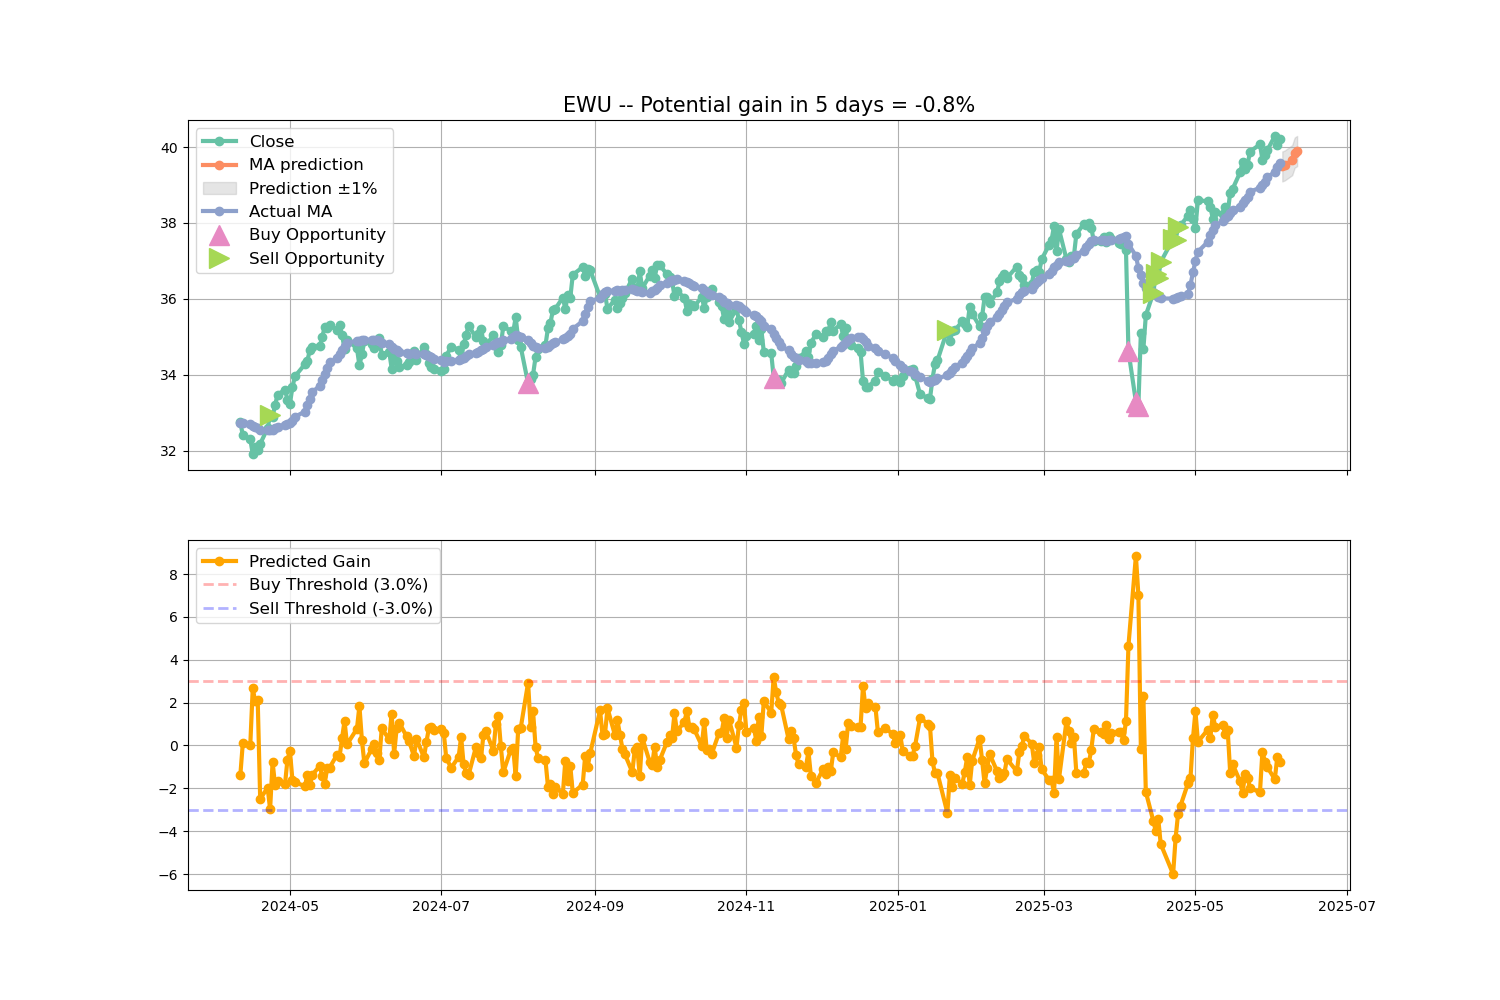 EWU -- Potential gain in 5 days = -0.8%
Close
MA prediction
Prediction ±1%
Actual MA
Buy Opportunity
Sell Opportunity
40
38
36
34
32
Predicted Gain
Buy Threshold (3.0%)
Sell Threshold (-3.0%)
8
6
4
2
0
−2
−4
−6
2024-05 2024-07 2024-09 2024-11 2025-01 2025-03 2025-05 2025-07